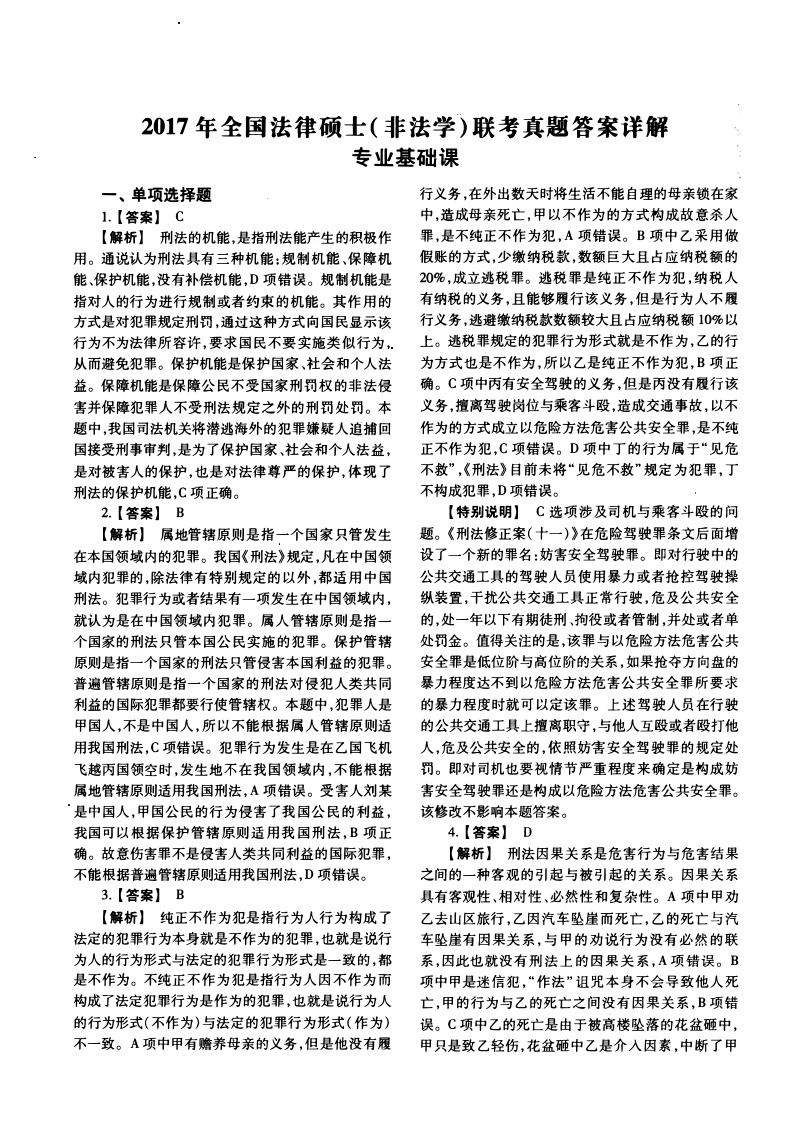 2017年全国法律硕士(非法学)联考真题答案详解
专业基础课
一、单项选择题
1.【答案】 C
【解析】 刑法的机能,是指刑法能产生的积极作
用。通说认为刑法具有三种机能:规制机能、保障机
能、保护机能,没有补偿机能,D项错误。规制机能是
指对人的行为进行规制或者约束的机能。其作用的
方式是对犯罪规定刑罚,通过这种方式向国民显示该
行为不为法律所容许,要求国民不要实施类似行为,
从而避免犯罪。保护机能是保护国家、社会和个人法
益。保障机能是保障公民不受国家刑罚权的非法侵
害并保障犯罪人不受刑法规定之外的刑罚处罚。本
题中,我国司法机关将潜逃海外的犯罪嫌疑人追捕回
国接受刑事审判,是为了保护国家、社会和个人法益,
是对被害人的保护,也是对法律尊严的保护,体现了
刑法的保护机能,C项正确。
2.【答案】 B
【解析】 属地管辖原则是指一个国家只管发生
在本国领域内的犯罪。我国《刑法》规定,凡在中国领
域内犯罪的,除法律有特别规定的以外,都适用中国
刑法。犯罪行为或者结果有一项发生在中国领域内,
就认为是在中国领域内犯罪。属人管辖原则是指一
个国家的刑法只管本国公民实施的犯罪。保护管辖
原则是指一个国家的刑法只管侵害本国利益的犯罪。
普遍管辖原则是指一个国家的刑法对侵犯人类共同
利益的国际犯罪都要行使管辖权。本题中,犯罪人是
甲国人,不是中国人,所以不能根据属人管辖原则适
用我国刑法,C项错误。犯罪行为发生是在乙国飞机
飞越丙国领空时,发生地不在我国领域内,不能根据
属地管辖原则适用我国刑法,A项错误。受害人刘某
是中国人,甲国公民的行为侵害了我国公民的利益,
我国可以根据保护管辖原则适用我国刑法,B项正
确。故意伤害罪不是侵害人类共同利益的国际犯罪,
不能根据普遍管辖原则适用我国刑法,D项错误。
3.【答案】 B
【解析】 纯正不作为犯是指行为人行为构成了
法定的犯罪行为本身就是不作为的犯罪,也就是说行
为人的行为形式与法定的犯罪行为形式是一致的,都
是不作为。不纯正不作为犯是指行为人因不作为而
构成了法定犯罪行为是作为的犯罪,也就是说行为人
的行为形式(不作为)与法定的犯罪行为形式(作为)
不一致。A项中甲有赡养母亲的义务,但是他没有履
行义务,在外出数天时将生活不能自理的母亲锁在家
中,造成母亲死亡,甲以不作为的方式构成故意杀人
罪,是不纯正不作为犯,A项错误。B项中乙采用做
假账的方式,少缴纳税款,数额巨大且占应纳税额的
20%,成立逃税罪。逃税罪是纯正不作为犯,纳税人
有纳税的义务,且能够履行该义务,但是行为人不履
行义务,逃避缴纳税款数额较大且占应纳税额10%以
上。逃税罪规定的犯罪行为形式就是不作为,乙的行
为方式也是不作为,所以乙是纯正不作为犯,B项正
确。C项中丙有安全驾驶的义务,但是丙没有履行该
义务,擅离驾驶岗位与乘客斗殴,造成交通事故,以不
作为的方式成立以危险方法危害公共安全罪,是不纯
正不作为犯,C项错误。D项中丁的行为属于“见危
不救”,《刑法》目前未将“见危不救”规定为犯罪,丁
不构成犯罪,D项错误。
【特别说明】 C选项涉及司机与乘客斗殴的问
题。《刑法修正案(十一)》在危险驾驶罪条文后面增
设了一个新的罪名:妨害安全驾驶罪。即对行驶中的
公共交通工具的驾驶人员使用暴力或者抢控驾驶操
纵装置,干扰公共交通工具正常行驶,危及公共安全
的,处一年以下有期徒刑、拘役或者管制,并处或者单
处罚金。值得关注的是,该罪与以危险方法危害公共
安全罪是低位阶与高位阶的关系,如果抢夺方向盘的
暴力程度达不到以危险方法危害公共安全罪所要求
的暴力程度时就可以定该罪。上述驾驶人员在行驶
的公共交通工具上擅离职守,与他人互殴或者殴打他
人,危及公共安全的,依照妨害安全驾驶罪的规定处
罚。即对司机也要视情节严重程度来确定是构成妨
害安全驾驶罪还是构成以危险方法危害公共安全罪。
该修改不影响本题答案。
4.【答案】 D
【解析】 刑法因果关系是危害行为与危害结果
之间的一种客观的引起与被引起的关系。因果关系
具有客观性、相对性、必然性和复杂性。A项中甲劝
乙去山区旅行,乙因汽车坠崖而死亡,乙的死亡与汽
车坠崖有因果关系,与甲的劝说行为没有必然的联
系,因此也就没有刑法上的因果关系,A项错误。B
项中甲是迷信犯,“作法”诅咒本身不会导致他人死
亡,甲的行为与乙的死亡之间没有因果关系,B项错
误。C项中乙的死亡是由于被高楼坠落的花盆砸中,
甲只是致乙轻伤,花盆砸中乙是介入因素,中断了甲